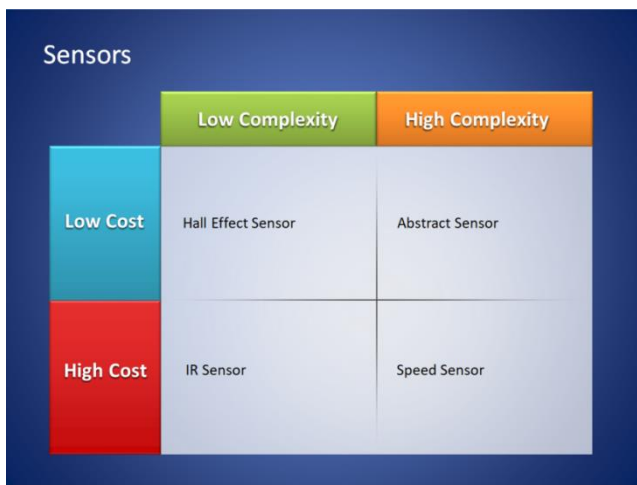 Sensors
Low Complexity High Complexity
Low Cost Hall Effect Sensor Abstract Sensor
High Cost IR Sensor Speed Sensor